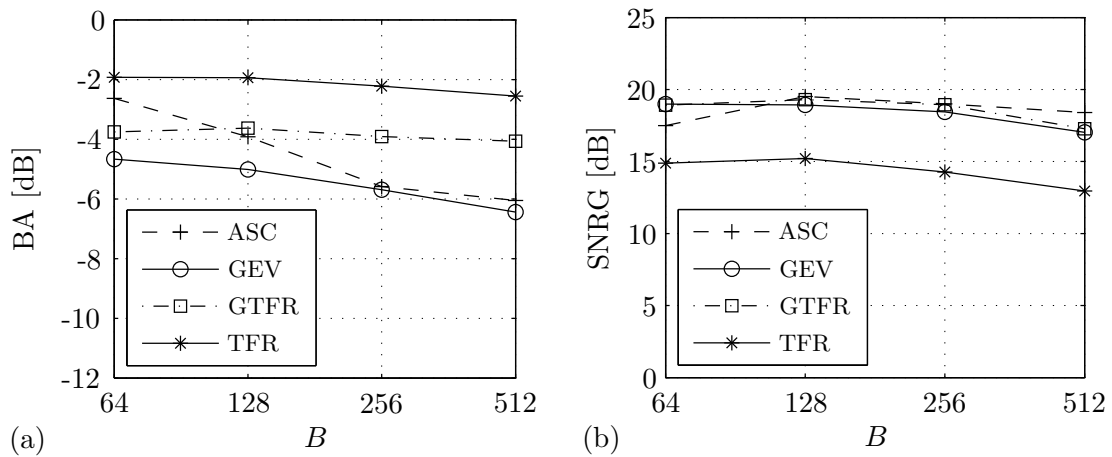 0
-2
-4
-6
-8
-10
-12
BA [dB]
ASC
GEV
GTFR
TFR
64
128
256
512
B
(a)
25
20
15
10
5
0
SNRG [dB]
ASC
GEV
GTFR
TFR
64
128
256
512
B
(b)